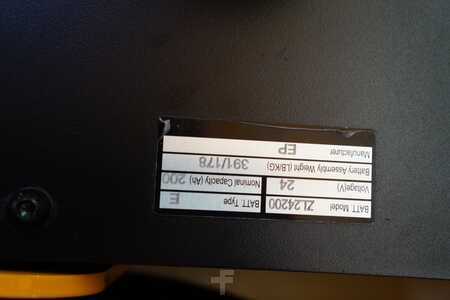 BATT. Model ZL24200 BATT. Type E
Voltage(V) 24 Nominal Capacity (Ah) 200
Battery Assembly Weight (LB/KG) 391/178
Manufacturer EP